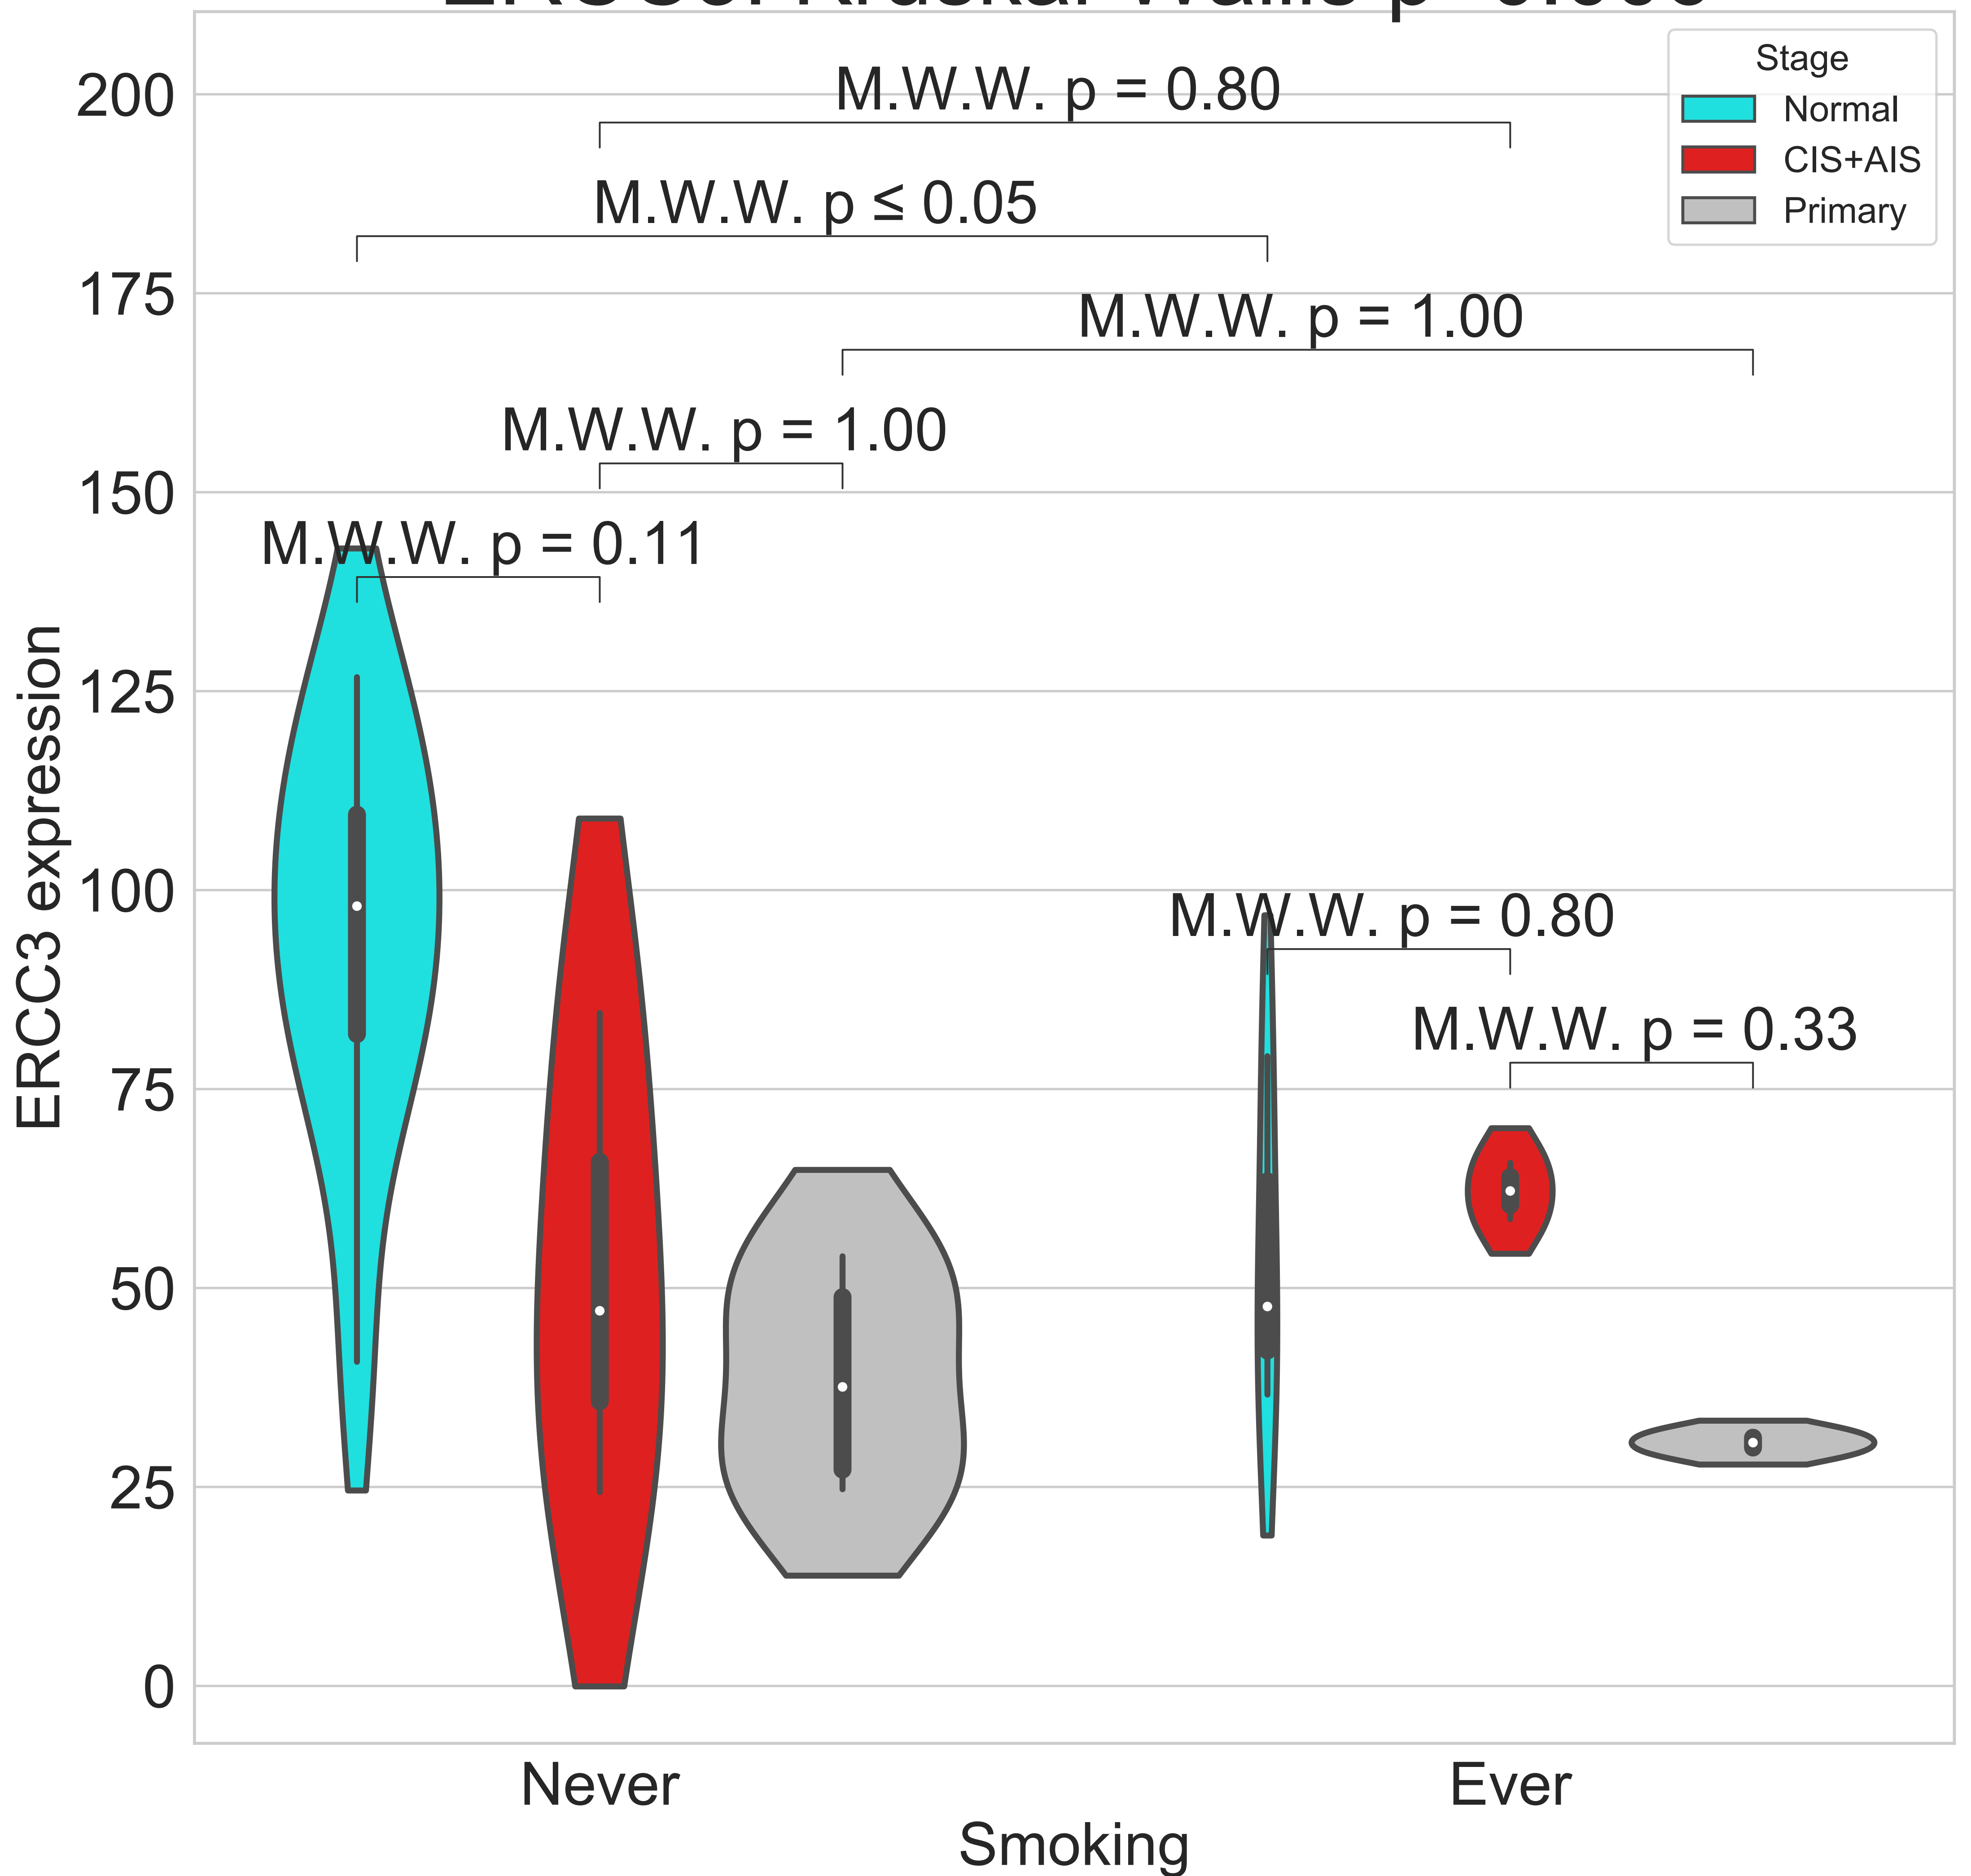 Stage
Normal
CIS+AIS
Primary
M.W.W. p = 0.80
M.W.W. p ≤ 0.05
M.W.W. p = 1.00
M.W.W. p = 1.00
M.W.W. p = 0.11
M.W.W. p = 0.80
M.W.W. p = 0.33
200
175
150
125
100
75
50
25
0
ERCC3 expression
Never
Ever
Smoking